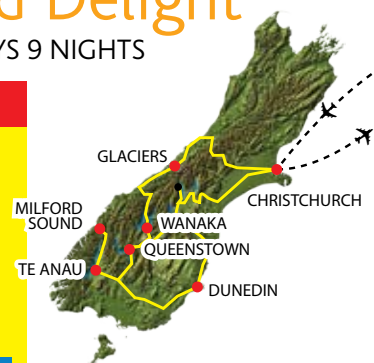 d Delight
YS 9 NIGHTS
GLACIERS
CHRISTCHURCH
MILFORD
SOUND
WANAKA
QUEENSTOWN
TE ANAU
DUNEDIN